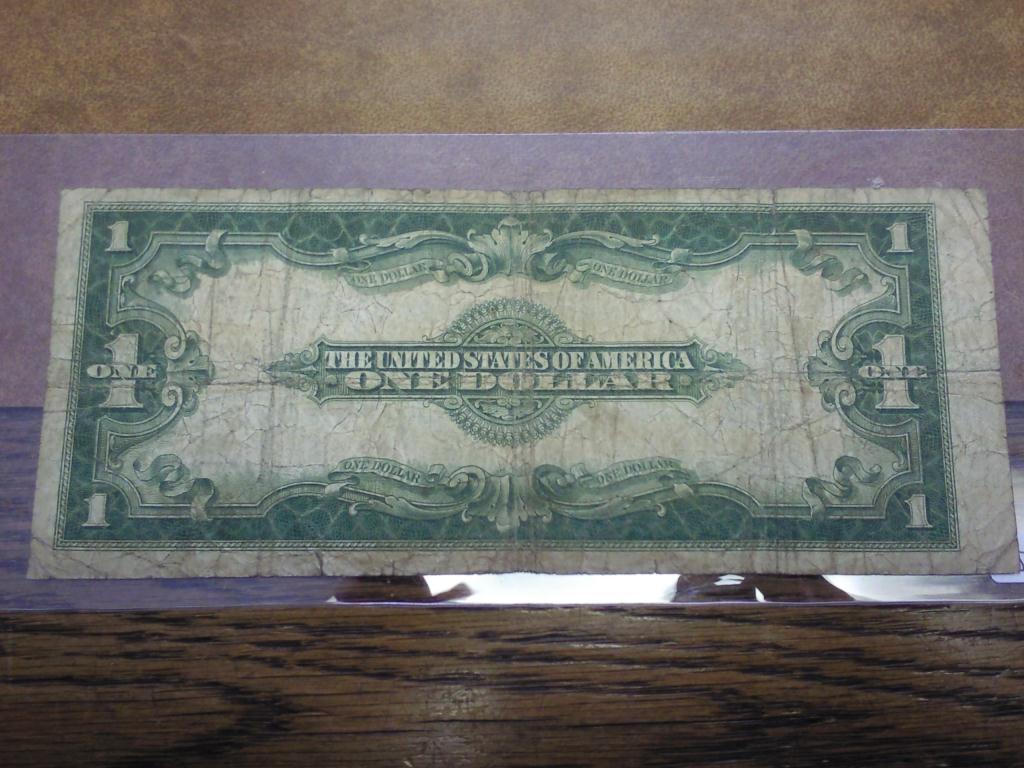 1 1
ONE DOLLAR ONE DOLLAR
1 1
THE UNITED STATES OF AMERICA
ONE ONE
ONE DOLLAR
ONE DOLLAR ONE DOLLAR
1 1